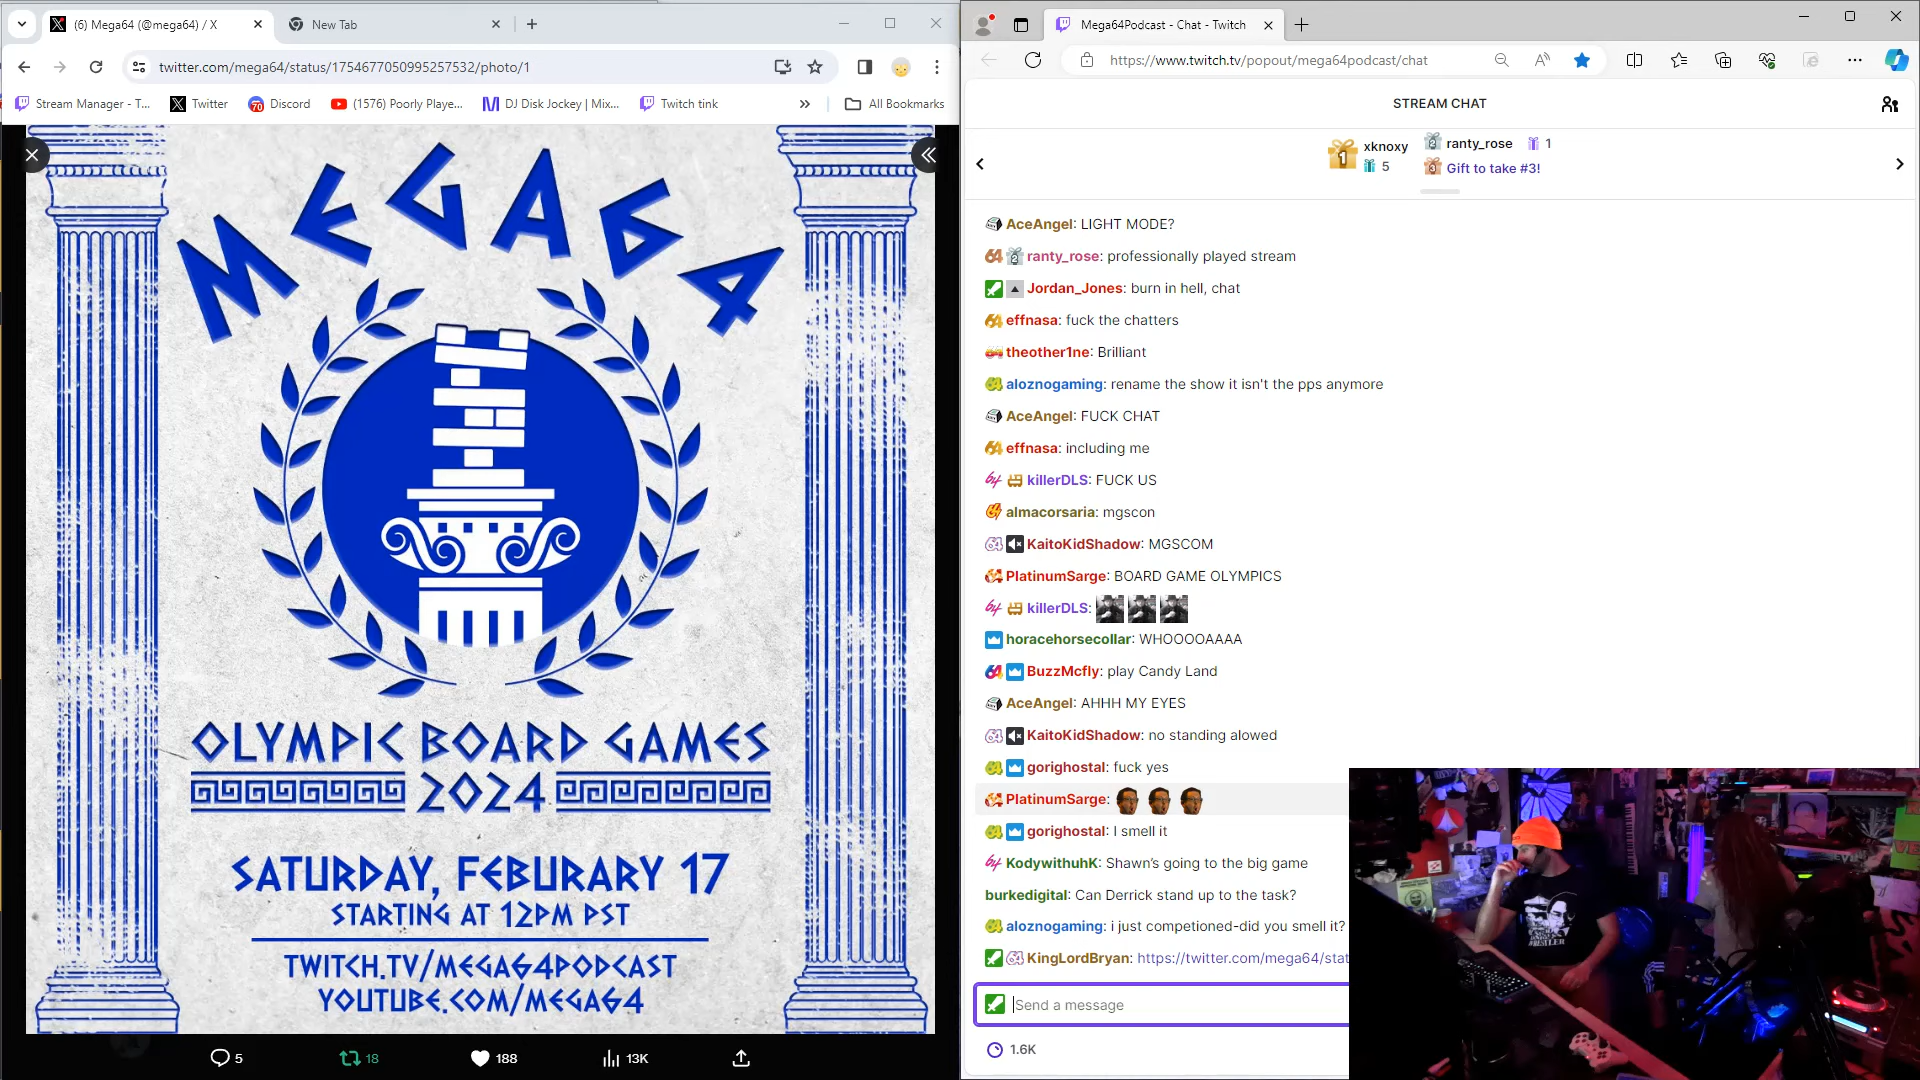 (6) Mega64 (@mega64) / X
New Tab
twitter.com/mega64/status/1754677050995257532/photo/1
Stream Manager - T...
Twitter
Discord
(1576) Poorly Playe...
DJ Disk Jockey | Mix...
Twitch tink
All Bookmarks
MEGA64
OLYMPIC BOARD GAMES
2024
SATURDAY, FEBURARY 17
STARTING AT 12PM PST
TWITCH.TV/MEGA64PODCAST
YOUTUBE.COM/MEGA64
5
18
188
13K
Mega64Podcast - Chat - Twitch
https://www.twitch.tv/popout/mega64podcast/chat
STREAM CHAT
1 xknoxy
5
2 ranty_rose 1
3 Gift to take #3!
AceAngel: LIGHT MODE?
ranty_rose: professionally played stream
Jordan_Jones: burn in hell, chat
effnasa: fuck the chatters
theother1ne: Brilliant
aloznogaming: rename the show it isn't the pps anymore
AceAngel: FUCK CHAT
effnasa: including me
killerDLS: FUCK US
almacorsaria: mgscon
KaitoKidShadow: MGSCOM
PlatinumSarge: BOARD GAME OLYMPICS
killerDLS:
horacehorsecollar: WHOOOOAAAA
BuzzMcfly: play Candy Land
AceAngel: AHHH MY EYES
KaitoKidShadow: no standing alowed
gorighostal: fuck yes
PlatinumSarge:
gorighostal: I smell it
KodywithuhK: Shawn's going to the big game
burkedigital: Can Derrick stand up to the task?
aloznogaming: i just competioned-did you smell it?
KingLordBryan: https://twitter.com/mega64/stat
Send a message
1.6K